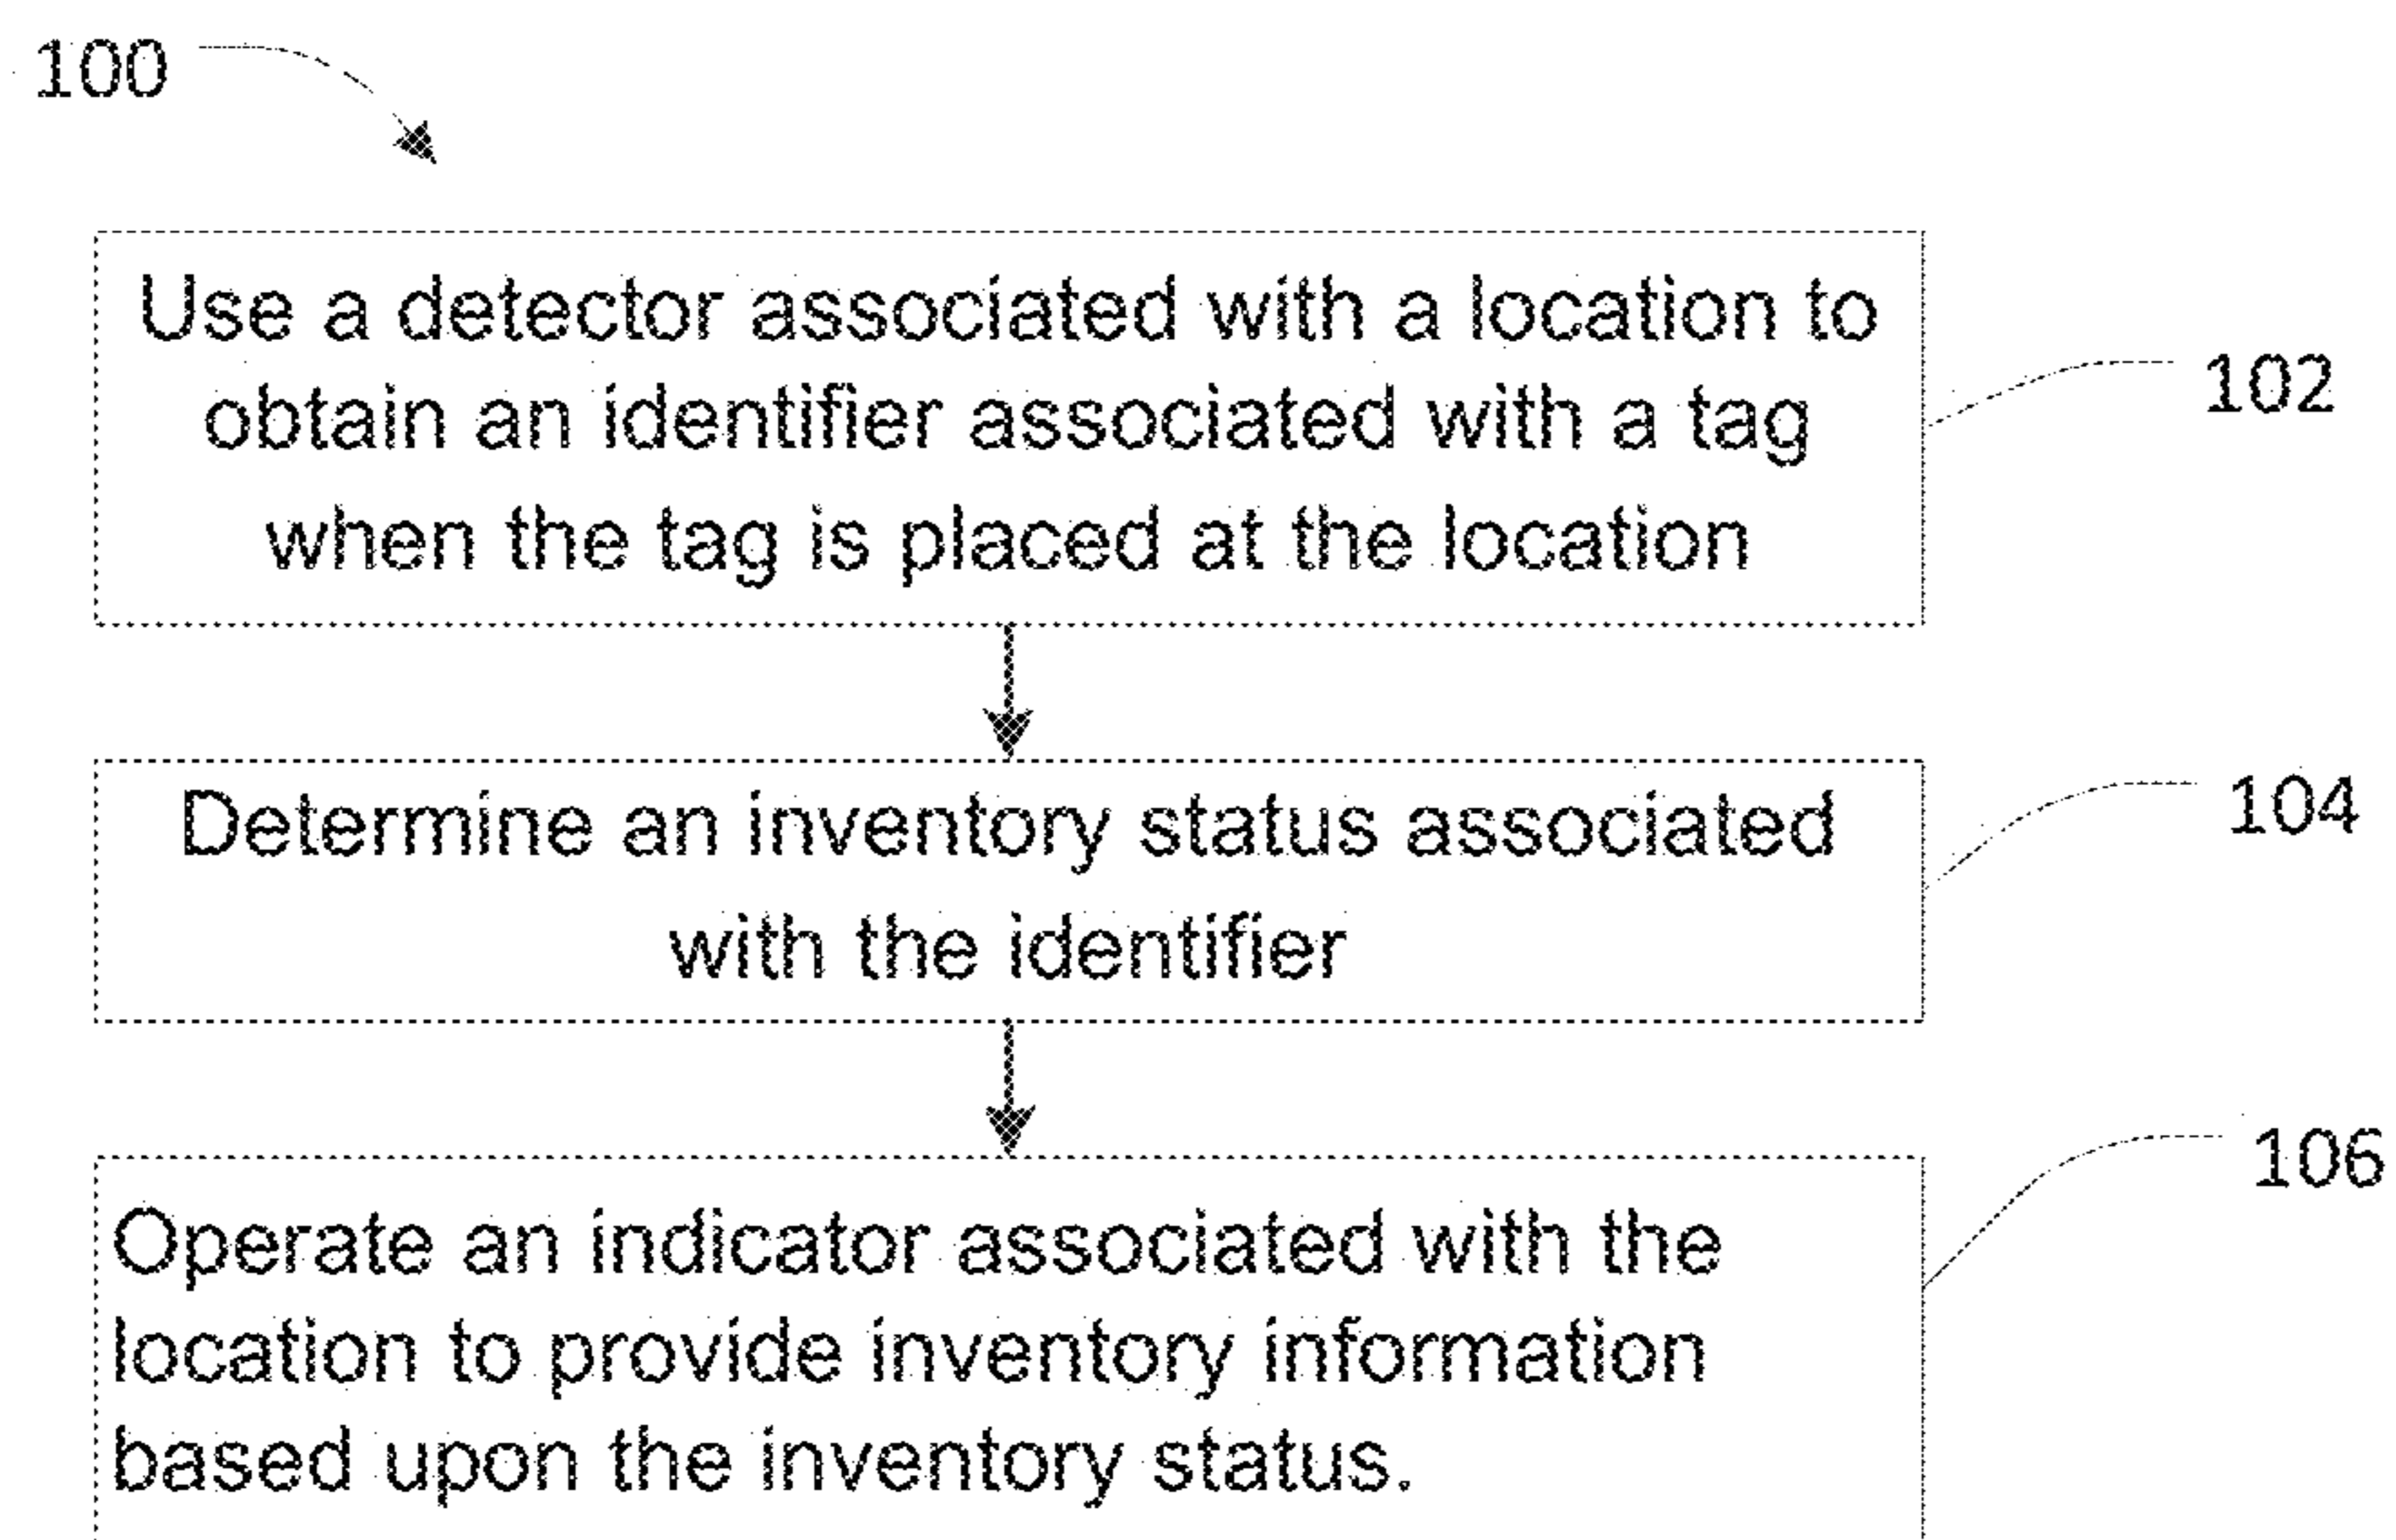 100
Use a detector associated with a location to
obtain an identifier associated with a tag
when the tag is placed at the location
102
Determine an inventory status associated
with the identifier
104
Operate an indicator associated with the
location to provide inventory information
based upon the inventory status.
106